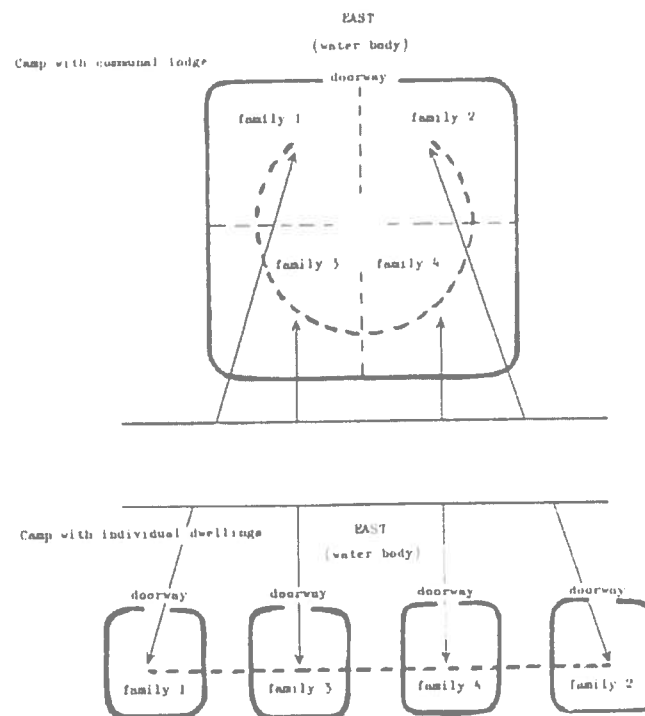 EAST
(water body)
Camp with communal lodge
doorway
family 1 family 2
family 3 family 4
Camp with individual dwellings
EAST
(water body)
doorway doorway doorway doorway
family 1 family 3 family 4 family 2